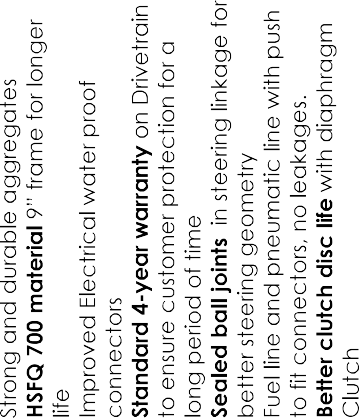 Strong and durable aggregates
HSFQ 700 material 9" frame for longer
life
Improved Electrical water proof
connectors
Standard 4-year warranty on Drivetrain
to ensure customer protection for a
long period of time
Sealed ball joints in steering linkage for
better steering geometry
Fuel line and pneumatic line with push
to fit connectors, no leakages.
Better clutch disc life with diaphragm
Clutch